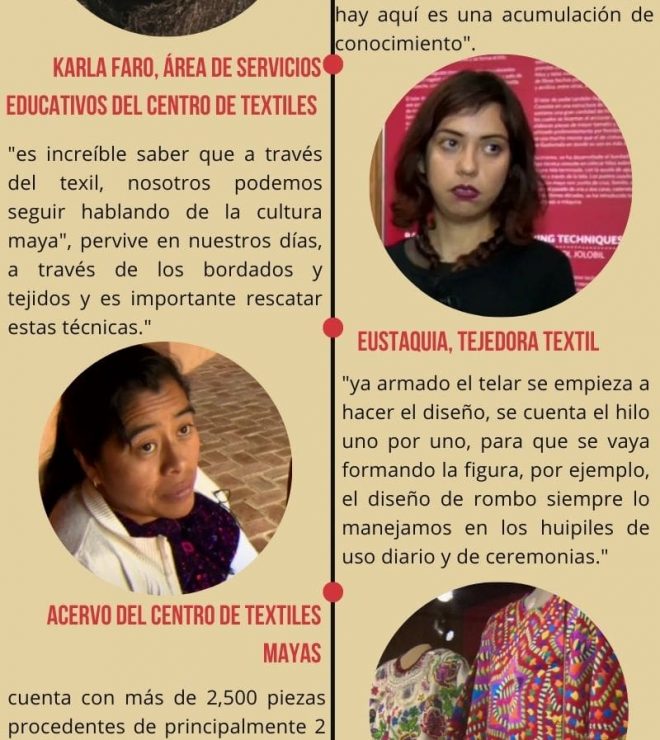 hay aquí es una acumulación de
conocimiento".
KARLA FARO, ÁREA DE SERVICIOS
EDUCATIVOS DEL CENTRO DE TEXTILES
"es increíble saber que a través
del texil, nosotros podemos
seguir hablando de la cultura
maya", pervive en nuestros días,
a través de los bordados y
tejidos y es importante rescatar
estas técnicas."
ING TECHNIQUES
OL JOLOBIL
EUSTAQUIA, TEJEDORA TEXTIL
"ya armado el telar se empieza a
hacer el diseño, se cuenta el hilo
uno por uno, para que se vaya
formando la figura, por ejemplo,
el diseño de rombo siempre lo
manejamos en los huipiles de
uso diario y de ceremonias."
ACERVO DEL CENTRO DE TEXTILES
MAYAS
cuenta con más de 2,500 piezas
procedentes de principalmente 2